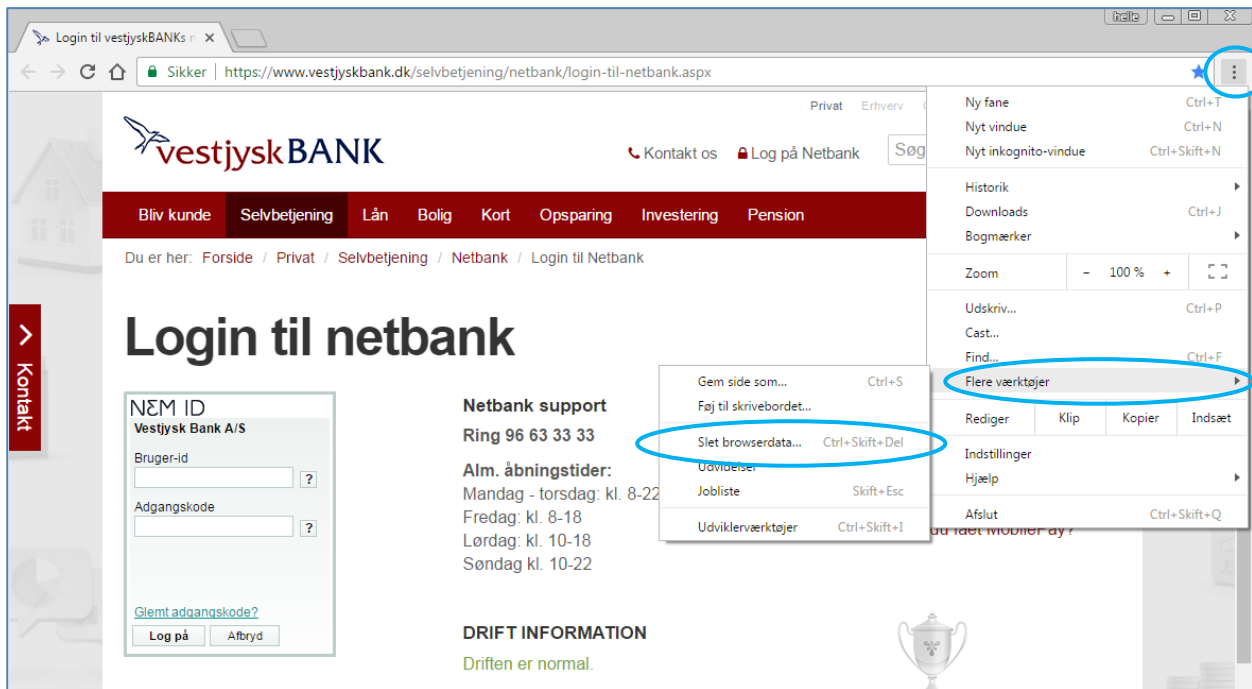 helle
Login til vestjyskBANKs n
Sikker | https://www.vestjyskbank.dk/selvbetjening/netbank/login-til-netbank.aspx
Privat Erhverv
vestjyskBANK
Kontakt os Log på Netbank Søg
Bliv kunde Selvbetjening Lån Bolig Kort Opsparing Investering Pension
Du er her: Forside / Privat / Selvbetjening / Netbank / Login til Netbank
Kontakt
Login til netbank
NEM ID
Vestjysk Bank A/S
Bruger-id
?
Adgangskode
?
Glemt adgangskode?
Log på Afbryd
Netbank support
Ring 96 63 33 33
Alm. åbningstider:
Mandag - torsdag: kl. 8-22
Fredag: kl. 8-18
Lørdag: kl. 10-18
Søndag kl. 10-22
DRIFT INFORMATION
Driften er normal.
du fået MobilePay?
Ny fane Ctrl+T
Nyt vindue Ctrl+N
Nyt inkognito-vindue Ctrl+Skift+N
Historik
Downloads Ctrl+J
Bogmærker
Zoom - 100 % +
Udskriv... Ctrl+P
Cast...
Find... Ctrl+F
Flere værktøjer
Rediger Klip Kopier Indsæt
Indstillinger
Hjælp
Afslut Ctrl+Skift+Q
Gem side som... Ctrl+S
Føj til skrivebordet...
Slet browserdata... Ctrl+Skift+Del
Udvidelser
Jobliste Skift+Esc
Udviklerværktøjer Ctrl+Skift+I